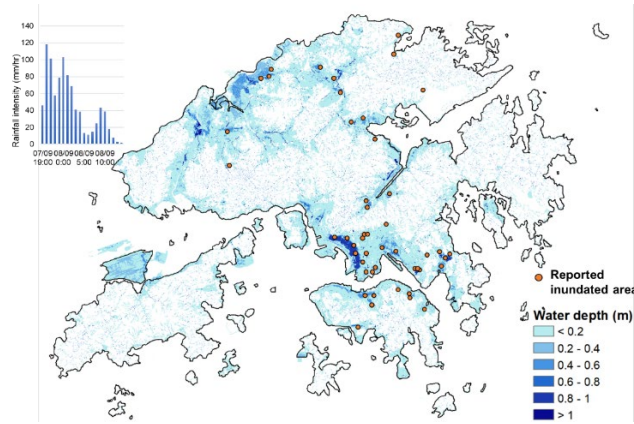 Rainfall intensity (mm/hr)
140
120
100
80
60
40
20
0
07/09 08/09 08/09 08/09
19:00 0:00 5:00 10:00
Reported
inundated area
Water depth (m)
< 0.2
0.2 - 0.4
0.4 - 0.6
0.6 - 0.8
0.8 - 1
> 1